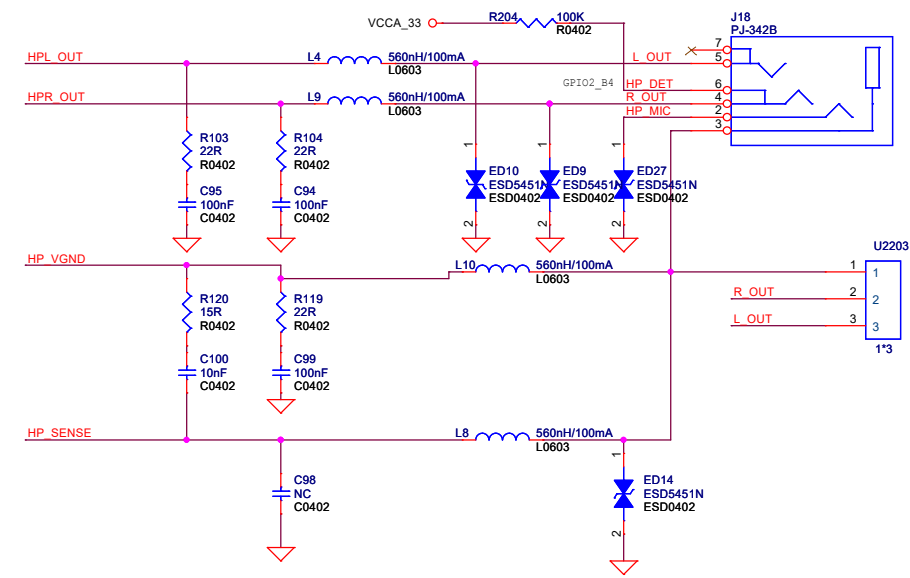 J18
PJ-342B
VCCA_33
R204
100K
R0402
7
HPL_OUT
L4
560nH/100mA
L0603
L_OUT
5
GPIO2_B4
HP_DET
6
HPR_OUT
L9
560nH/100mA
L0603
R_OUT
4
HP_MIC
2
3
R103
22R
R0402
R104
22R
R0402
1
1
1
C95
100nF
C0402
C94
100nF
C0402
ED10
ESD5451N
ESD0402
ED9
ESD5451N
ESD0402
ED27
ESD5451N
ESD0402
2
2
2
HP_VGND
L10
560nH/100mA
L0603
U2203
1
1
R_OUT
2
2
L_OUT
3
3
1*3
R120
15R
R0402
R119
22R
R0402
C100
10nF
C0402
C99
100nF
C0402
HP_SENSE
L8
560nH/100mA
L0603
1
C98
NC
C0402
ED14
ESD5451N
ESD0402
2